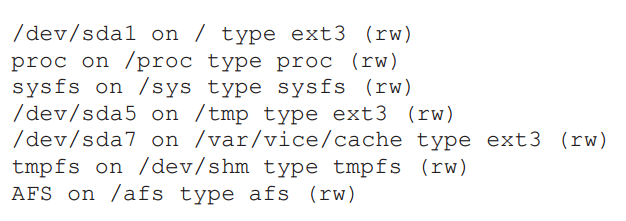 /dev/sda1 on / type ext3 (rw)
proc on /proc type proc (rw)
sysfs on /sys type sysfs (rw)
/dev/sda5 on /tmp type ext3 (rw)
/dev/sda7 on /var/vice/cache type ext3 (rw)
tmpfs on /dev/shm type tmpfs (rw)
AFS on /afs type afs (rw)